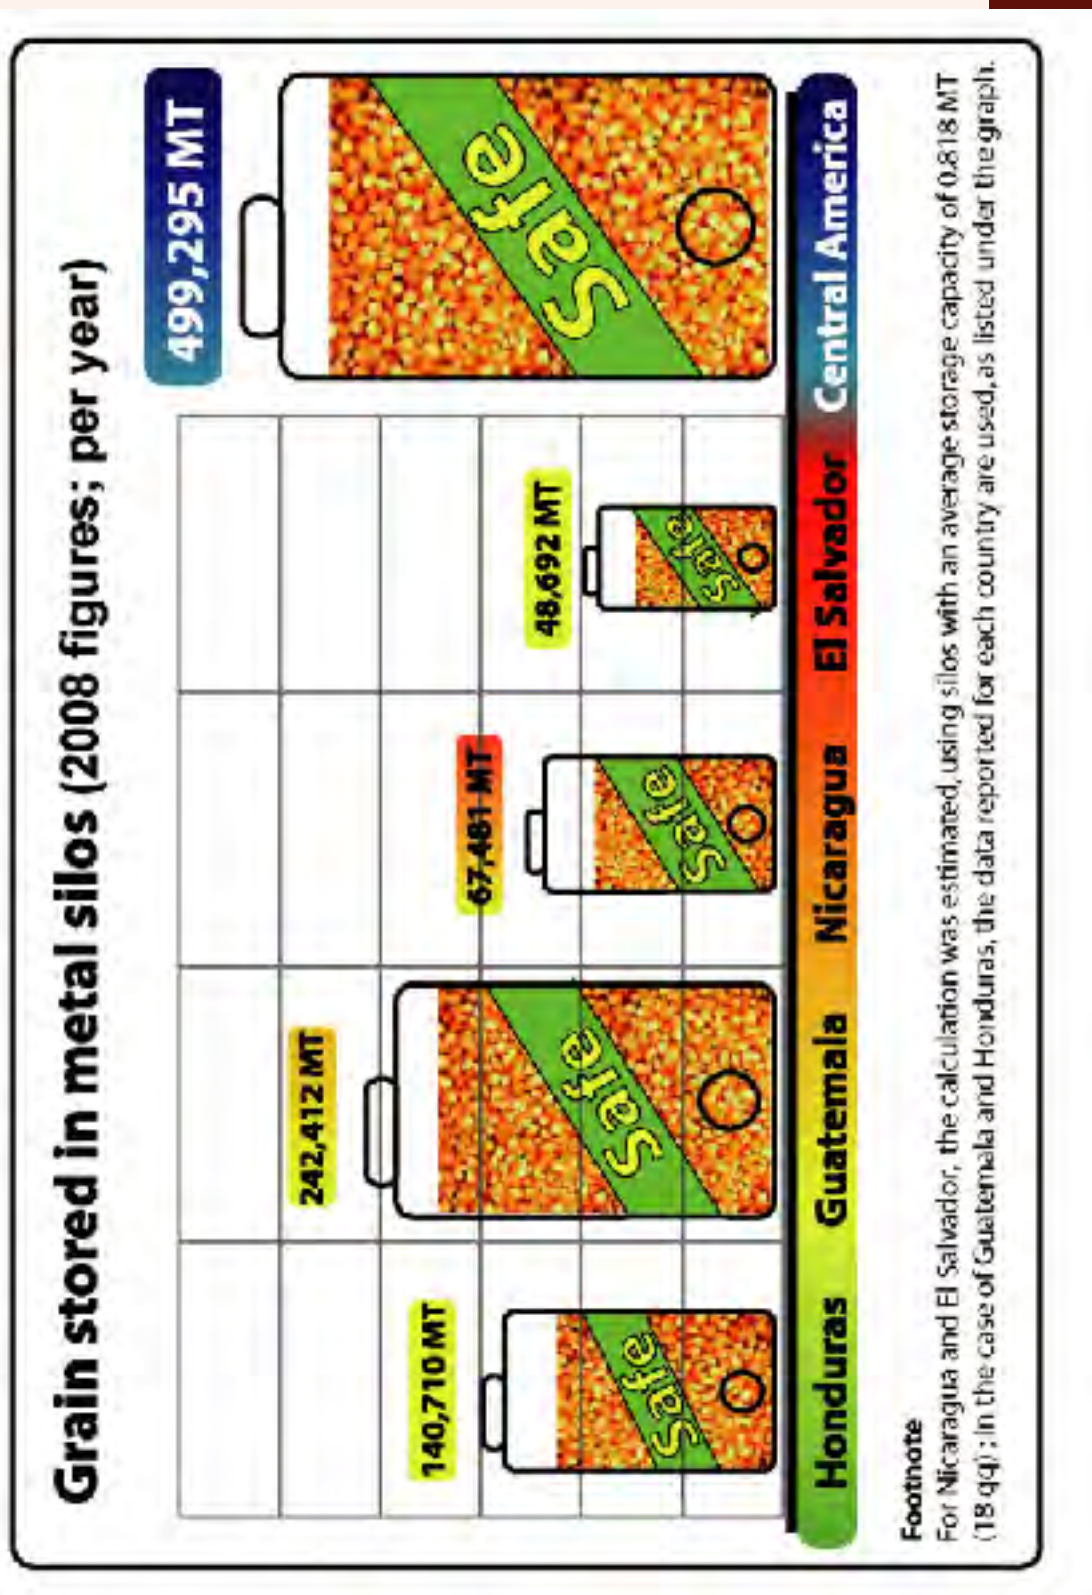 Grain stored in metal silos (2008 figures; per year)
499,295 MT
242,412 MT
140,710 MT
67,481 MT
48,692 MT
Safe
Safe
Safe
Safe
Safe
Honduras Guatemala Nicaragua El Salvador Central America
Footnote
For Nicaragua and El Salvador, the calculation was estimated, using silos with an average storage capacity of 0.818 MT
(18 qq) ; In the case of Guatemala and Honduras, the data reported for each country are used, as listed under the graph.